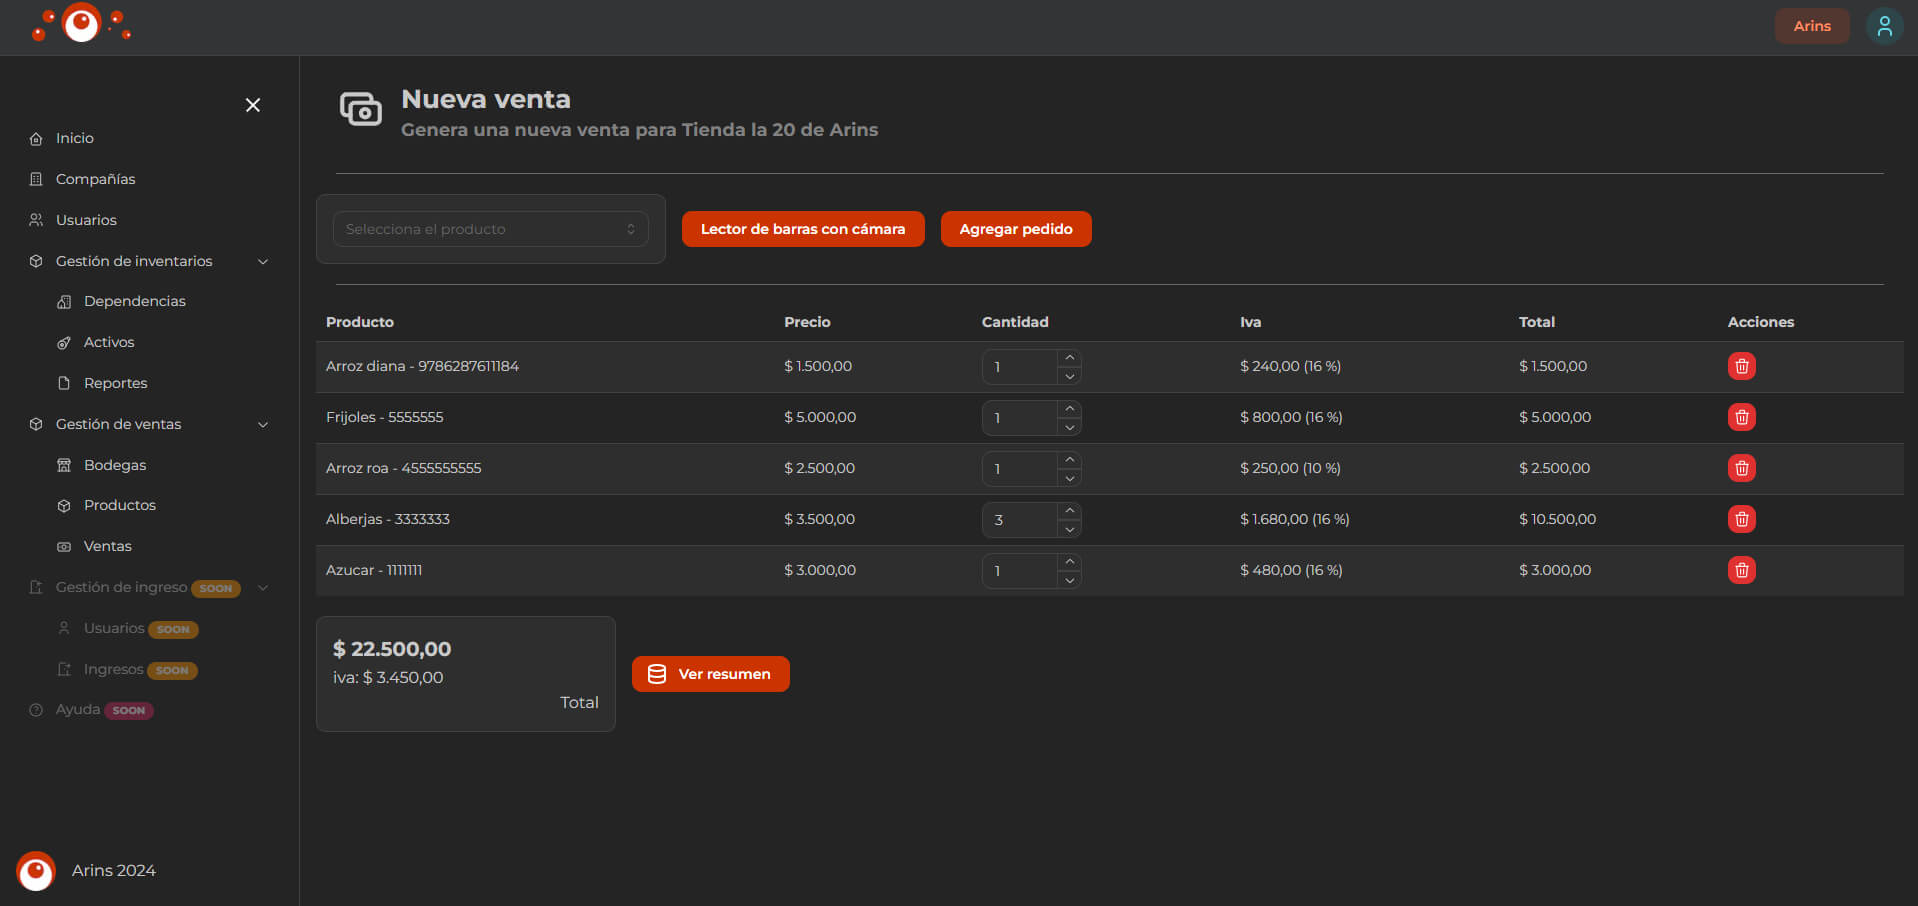 Arins
Nueva venta
Genera una nueva venta para Tienda la 20 de Arins
Inicio
Compañías
Usuarios
Gestión de inventarios
Dependencias
Activos
Reportes
Gestión de ventas
Bodegas
Productos
Ventas
Gestión de ingreso SOON
Usuarios SOON
Ingresos SOON
Ayuda SOON
Arins 2024
Selecciona el producto
Lector de barras con cámara
Agregar pedido
Producto Precio Cantidad Iva Total Acciones
Arroz diana - 9786287611184 $ 1.500,00 1 $ 240,00 (16 %) $ 1.500,00
Frijoles - 5555555 $ 5.000,00 1 $ 800,00 (16 %) $ 5.000,00
Arroz roa - 4555555555 $ 2.500,00 1 $ 250,00 (10 %) $ 2.500,00
Alberjas - 3333333 $ 3.500,00 3 $ 1.680,00 (16 %) $ 10.500,00
Azucar - 1111111 $ 3.000,00 1 $ 480,00 (16 %) $ 3.000,00
$ 22.500,00
iva: $ 3.450,00
Total
Ver resumen